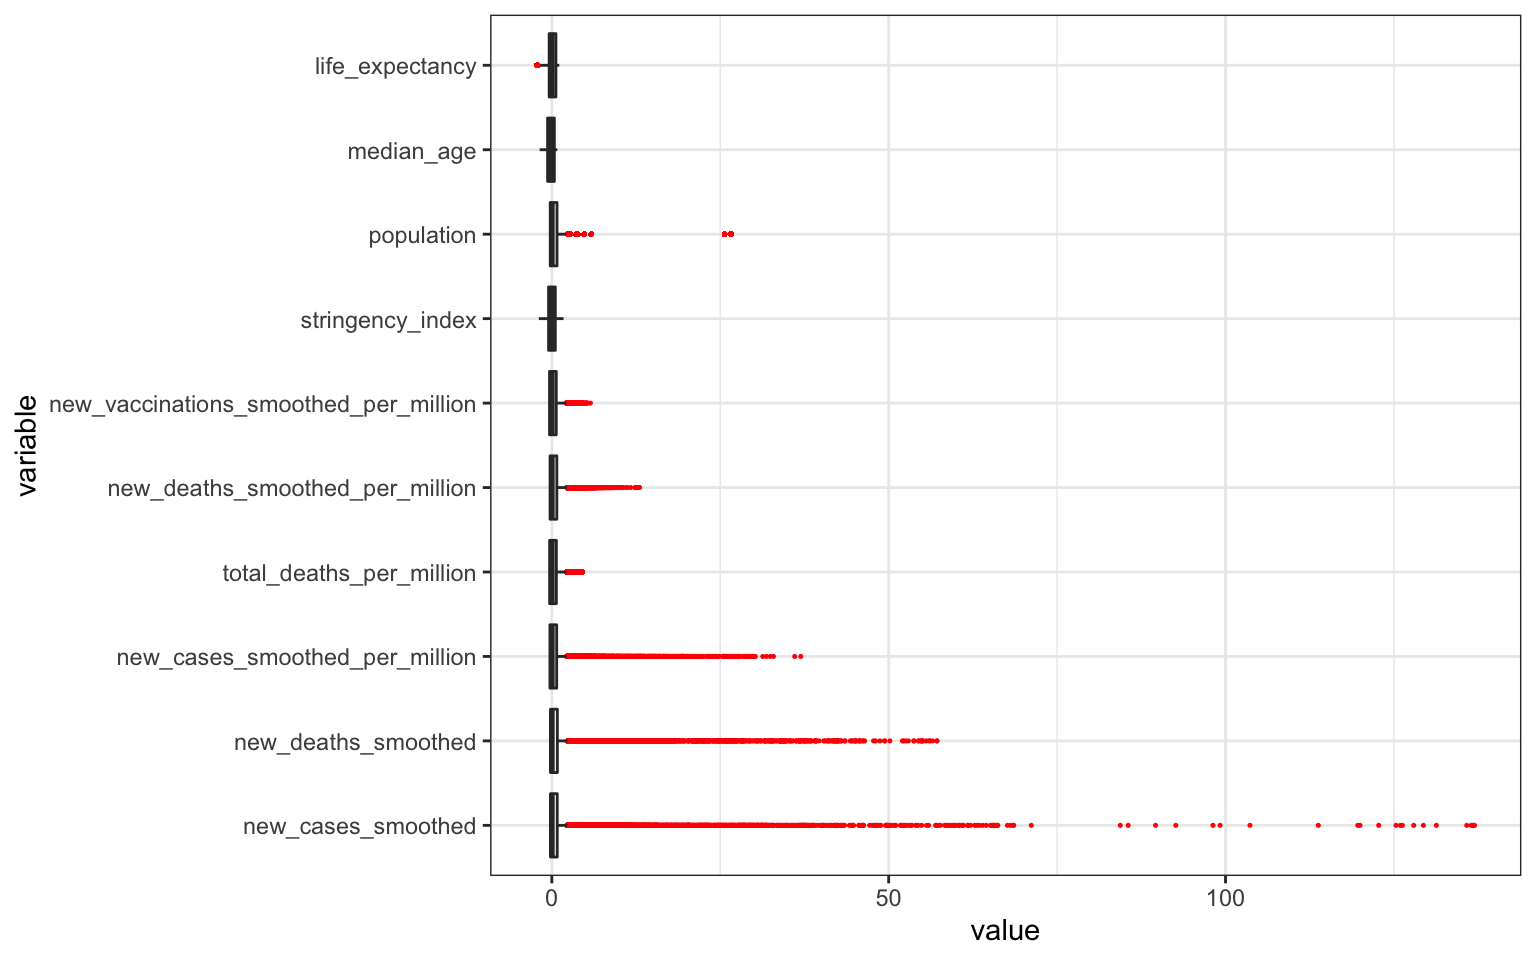 life_expectancy
median_age
population
stringency_index
new_vaccinations_smoothed_per_million
new_deaths_smoothed_per_million
total_deaths_per_million
new_cases_smoothed_per_million
new_deaths_smoothed
new_cases_smoothed
variable
0 50 100
value